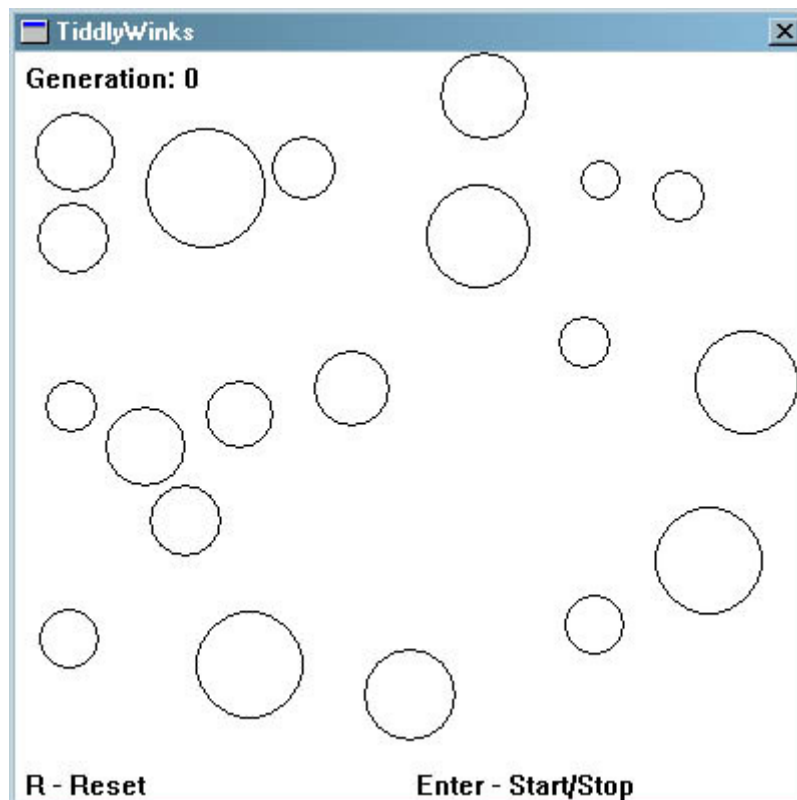 TiddlyWinks
Generation: 0
R - Reset
Enter - Start/Stop